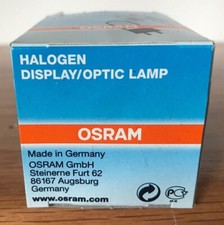 HALOGEN
DISPLAY/OPTIC LAMP
OSRAM
Made in Germany
OSRAM GmbH
Steinerne Furt 62
86167 Augsburg
Germany
www.osram.com